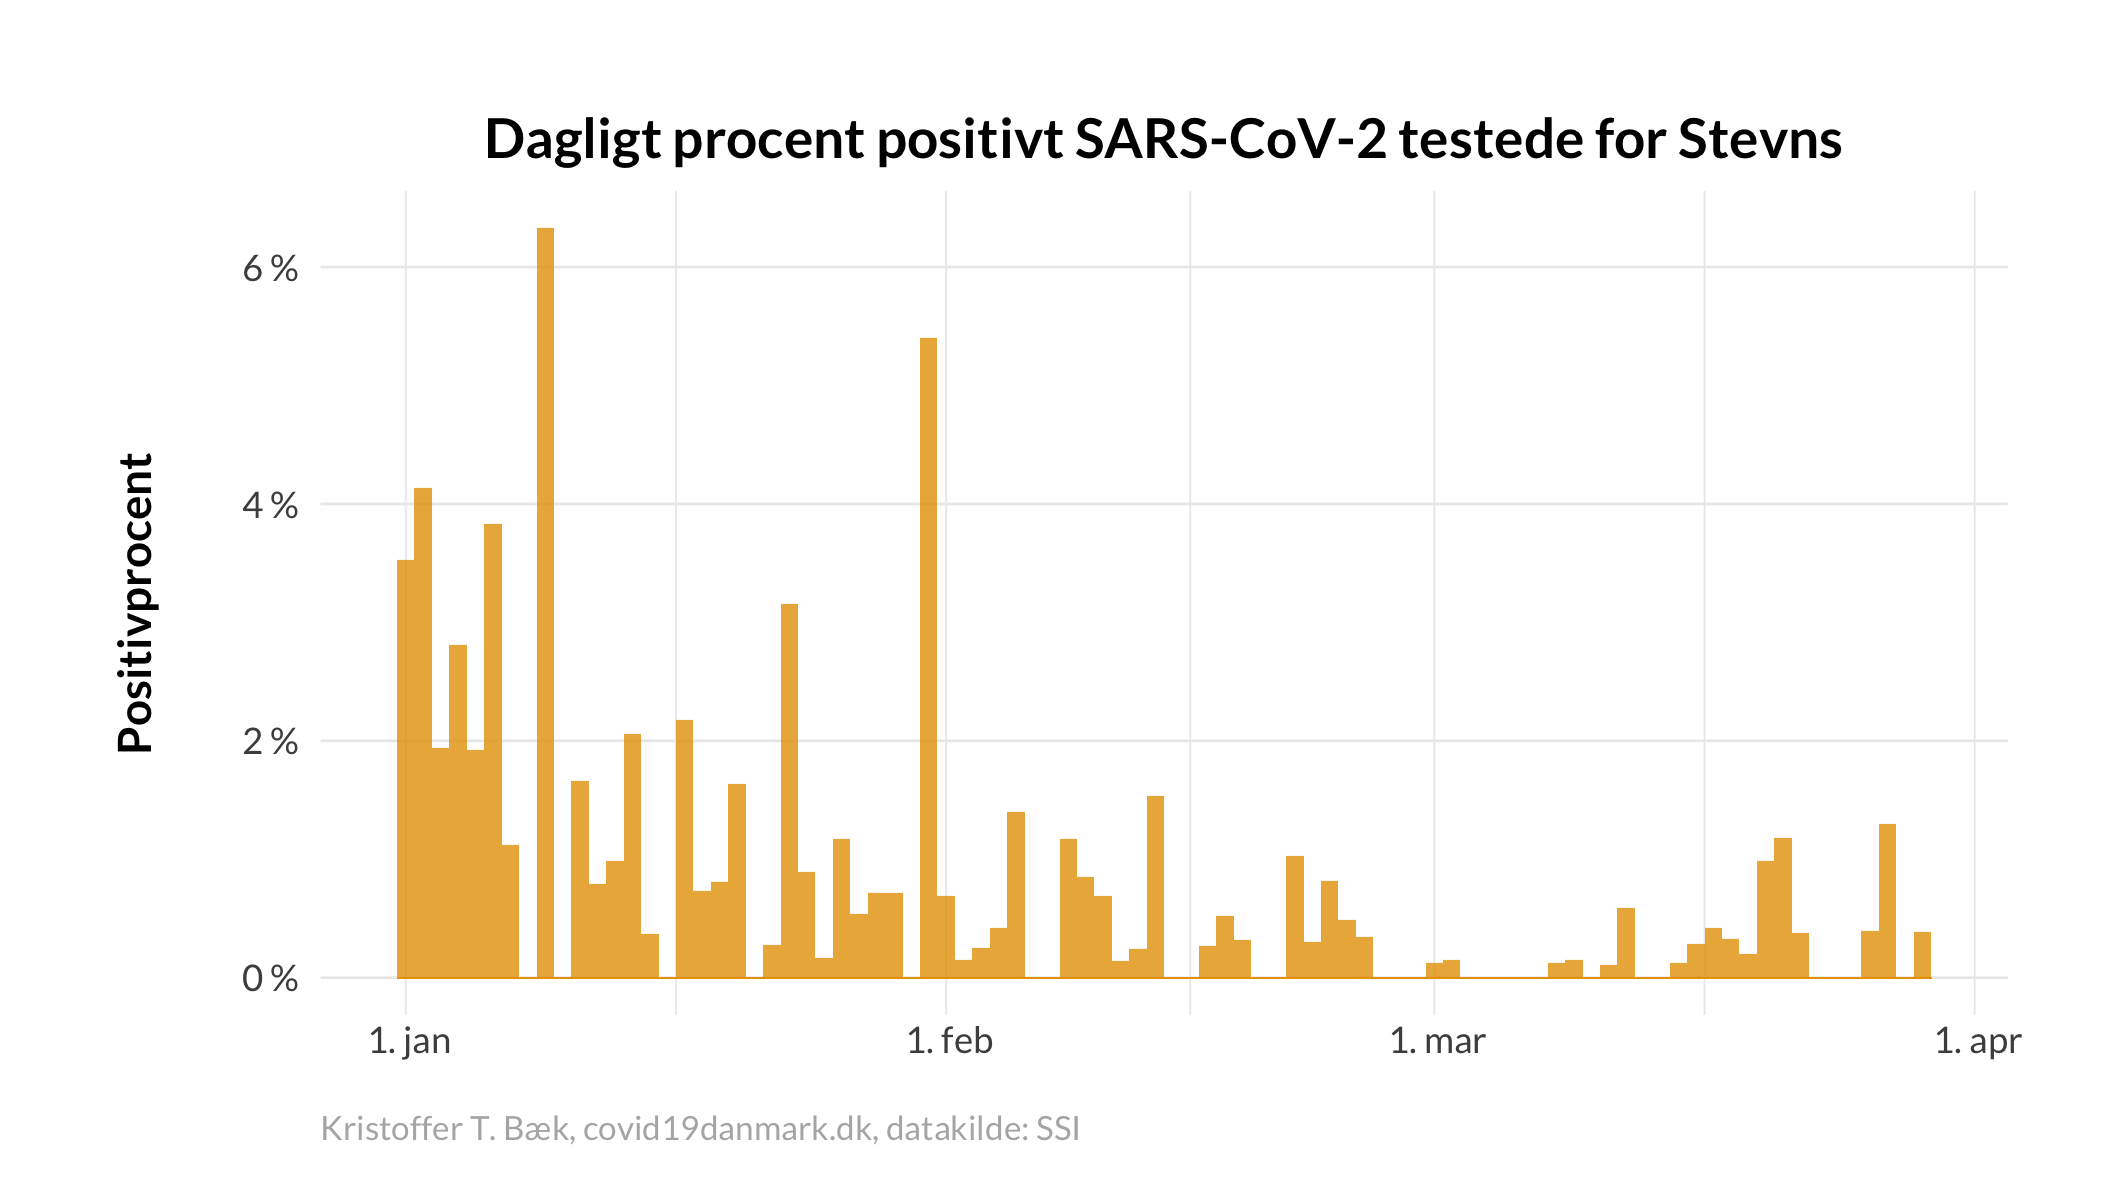 Dagligt procent positivt SARS-CoV-2 testede for Stevns
Positivprocent
6 %
4 %
2 %
0 %
1. jan
1. feb
1. mar
1. apr
Kristoffer T. Bæk, covid19danmark.dk, datakilde: SSI